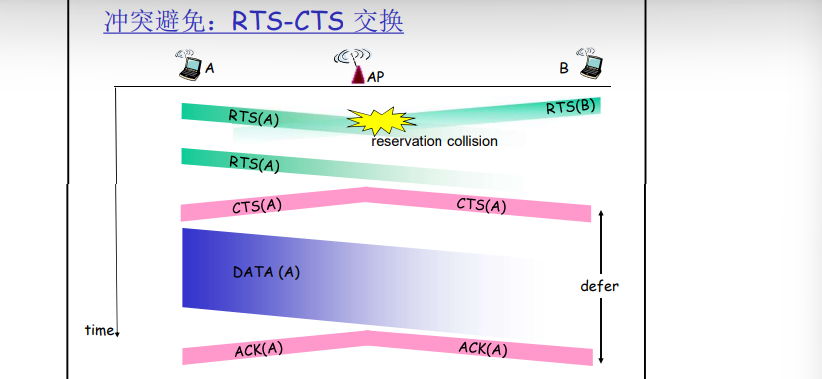 冲突避免：RTS-CTS 交换
A
AP
B
RTS(A)
RTS(B)
reservation collision
RTS(A)
CTS(A)
CTS(A)
DATA (A)
defer
time
ACK(A)
ACK(A)